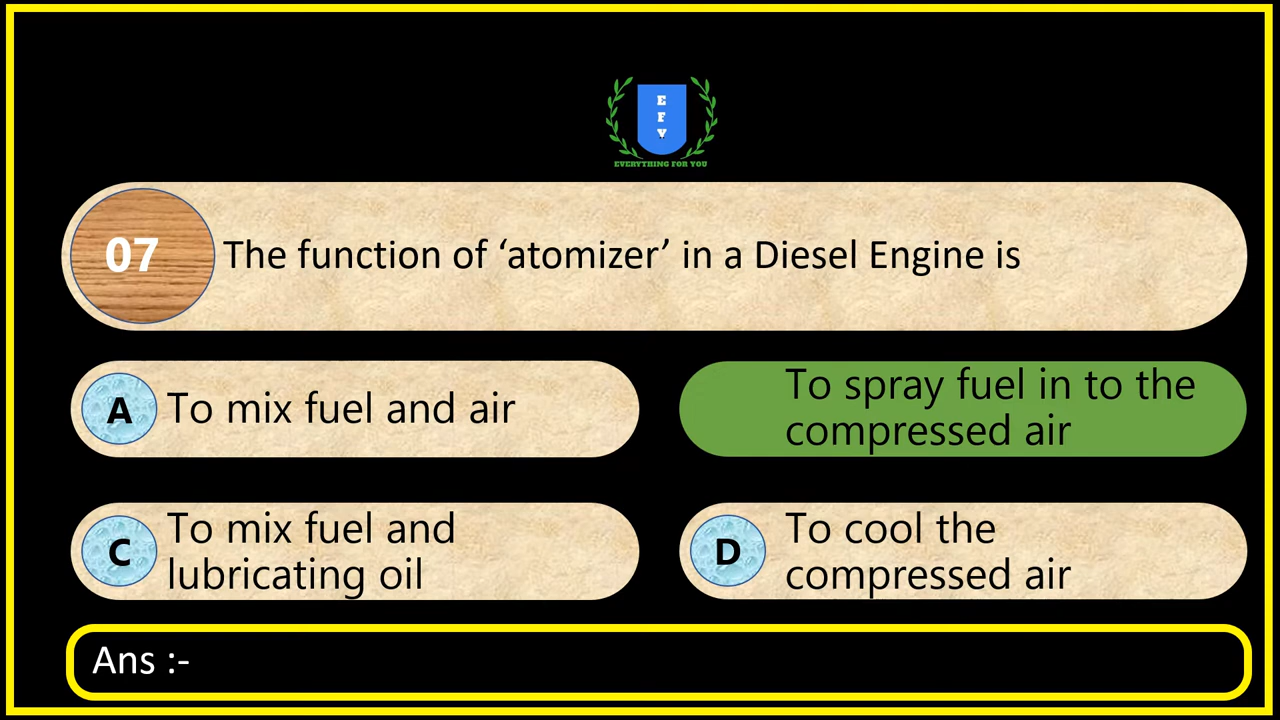 E
F
Y
EVERYTHING FOR YOU
07
The function of ‘atomizer’ in a Diesel Engine is
A
To mix fuel and air
To spray fuel in to the
compressed air
C
To mix fuel and
lubricating oil
D
To cool the
compressed air
Ans :-